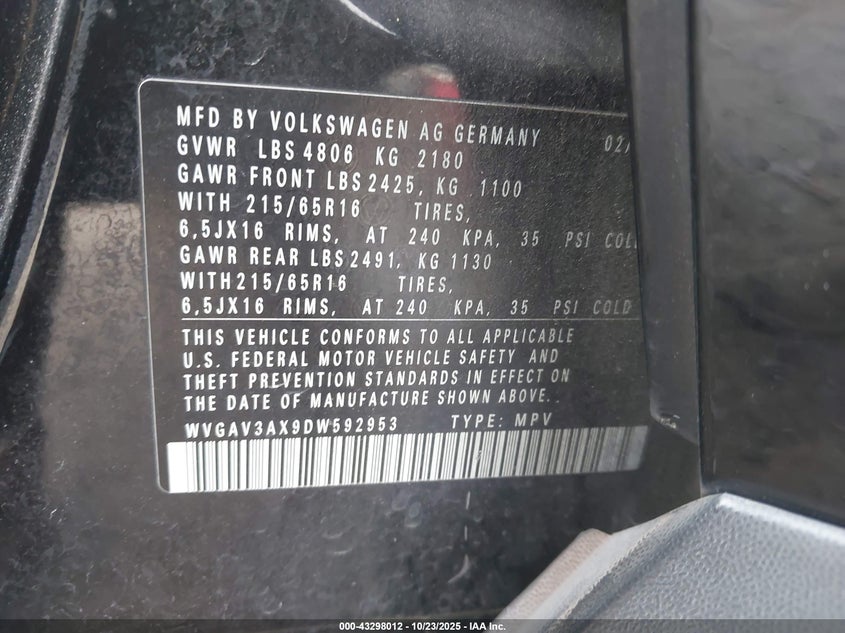 MFD BY VOLKSWAGEN AG GERMANY 02/
GVWR LBS 4806 KG 2180
GAWR FRONT LBS 2425, KG 1100
WITH 215/65R16 TIRES,
6,5JX16 RIMS, AT 240 KPA, 35 PSI COLD
GAWR REAR LBS 2491, KG 1130
WITH215/65R16 TIRES,
6,5JX16 RIMS, AT 240 KPA, 35 PSI COLD
THIS VEHICLE CONFORMS TO ALL APPLICABLE
U.S. FEDERAL MOTOR VEHICLE SAFETY AND
THEFT PREVENTION STANDARDS IN EFFECT ON
THE DATE OF MANUFACTURE SHOWN ABOVE.
WVGAV3AX9DW592953 TYPE: MPV
000-43298012 - 10/23/2025 - IAA Inc.